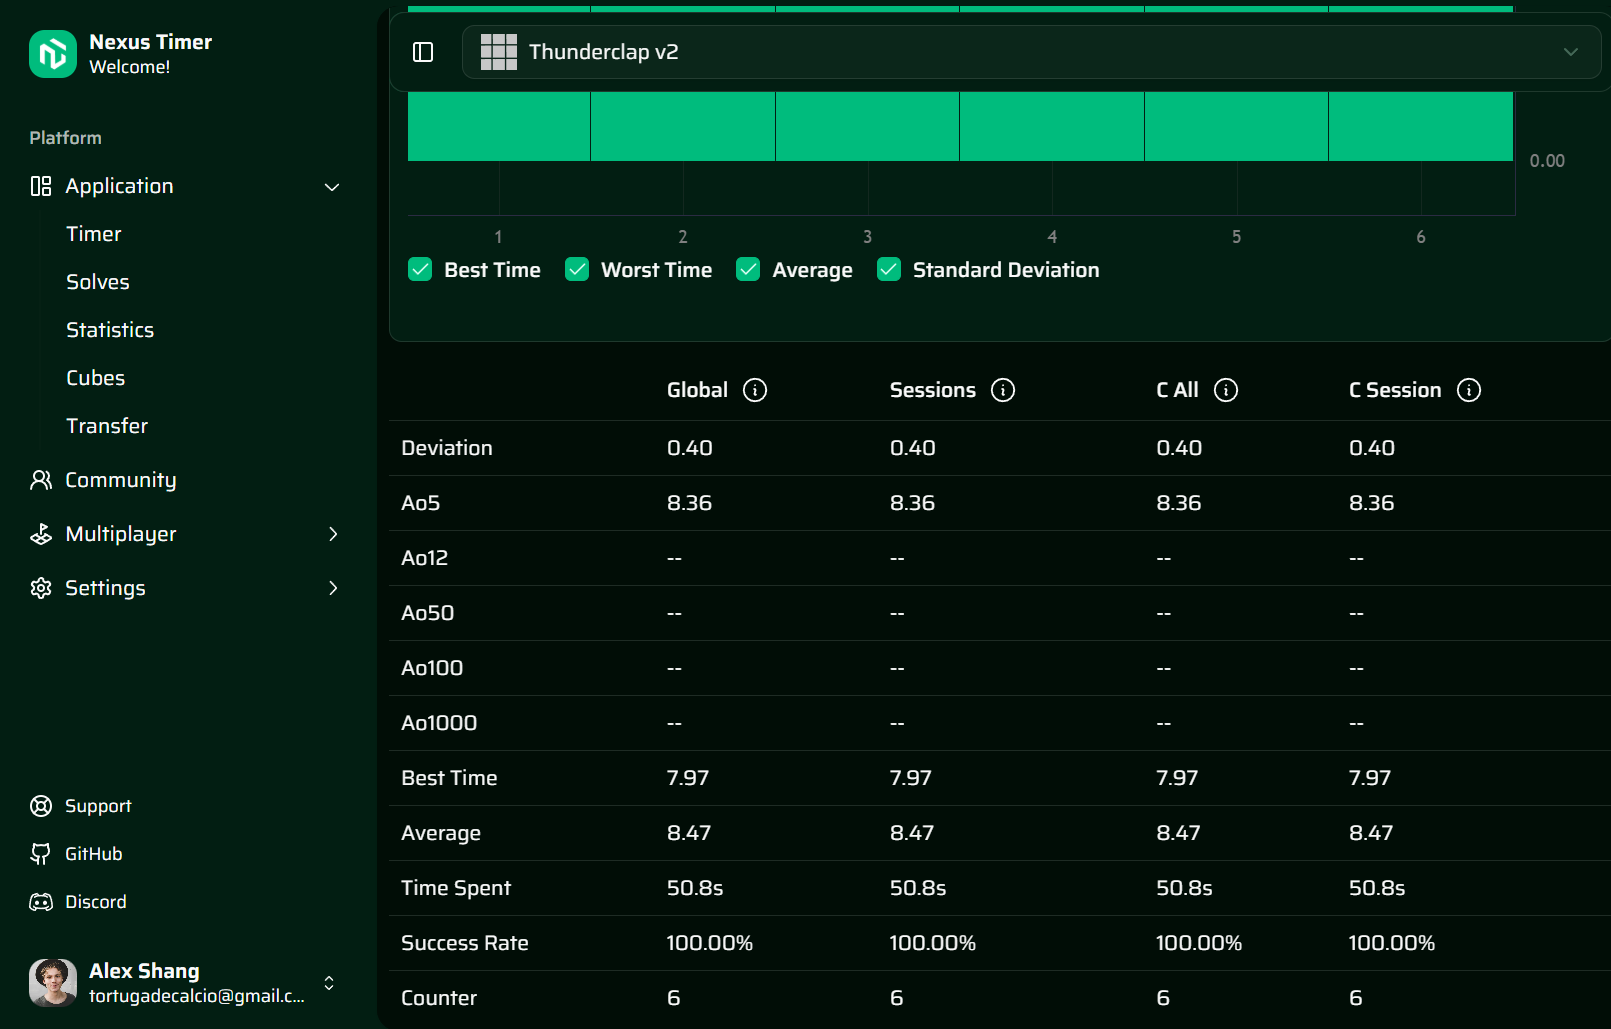 Nexus Timer
Welcome!
Platform
Application
Timer
Solves
Statistics
Cubes
Transfer
Community
Multiplayer
Settings
Support
GitHub
Discord
Alex Shang
tortugadecalcio@gmail.c...
Thunderclap v2
0.00
1 2 3 4 5 6
Best Time Worst Time Average Standard Deviation
Global Sessions C All C Session
Deviation 0.40 0.40 0.40 0.40
Ao5 8.36 8.36 8.36 8.36
Ao12 -- -- -- --
Ao50 -- -- -- --
Ao100 -- -- -- --
Ao1000 -- -- -- --
Best Time 7.97 7.97 7.97 7.97
Average 8.47 8.47 8.47 8.47
Time Spent 50.8s 50.8s 50.8s 50.8s
Success Rate 100.00% 100.00% 100.00% 100.00%
Counter 6 6 6 6